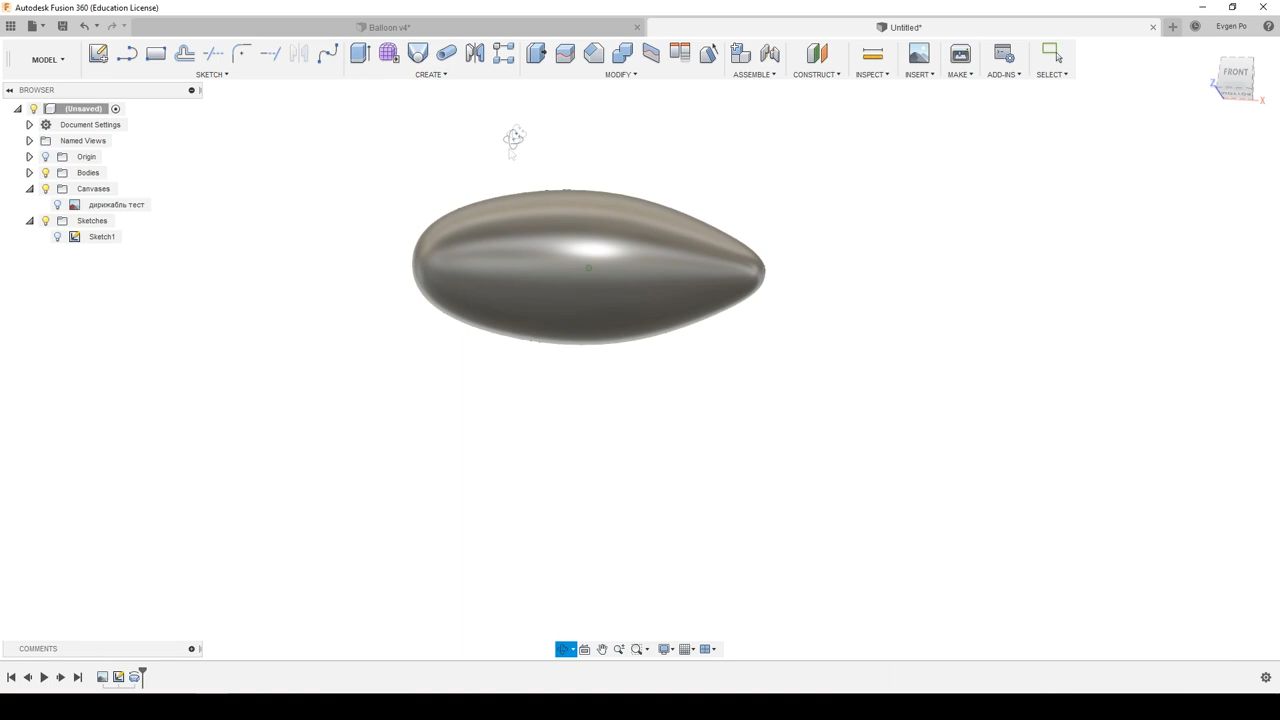 Autodesk Fusion 360 (Education License)
Balloon v4*
Untitled*
Evgen Po
MODEL
SKETCH
CREATE
MODIFY
ASSEMBLE
CONSTRUCT
INSPECT
INSERT
MAKE
ADD-INS
SELECT
BROWSER
FRONT
Z
X
(Unsaved)
Document Settings
Named Views
Origin
Bodies
Canvases
дирижабль тест
Sketches
Sketch1
COMMENTS